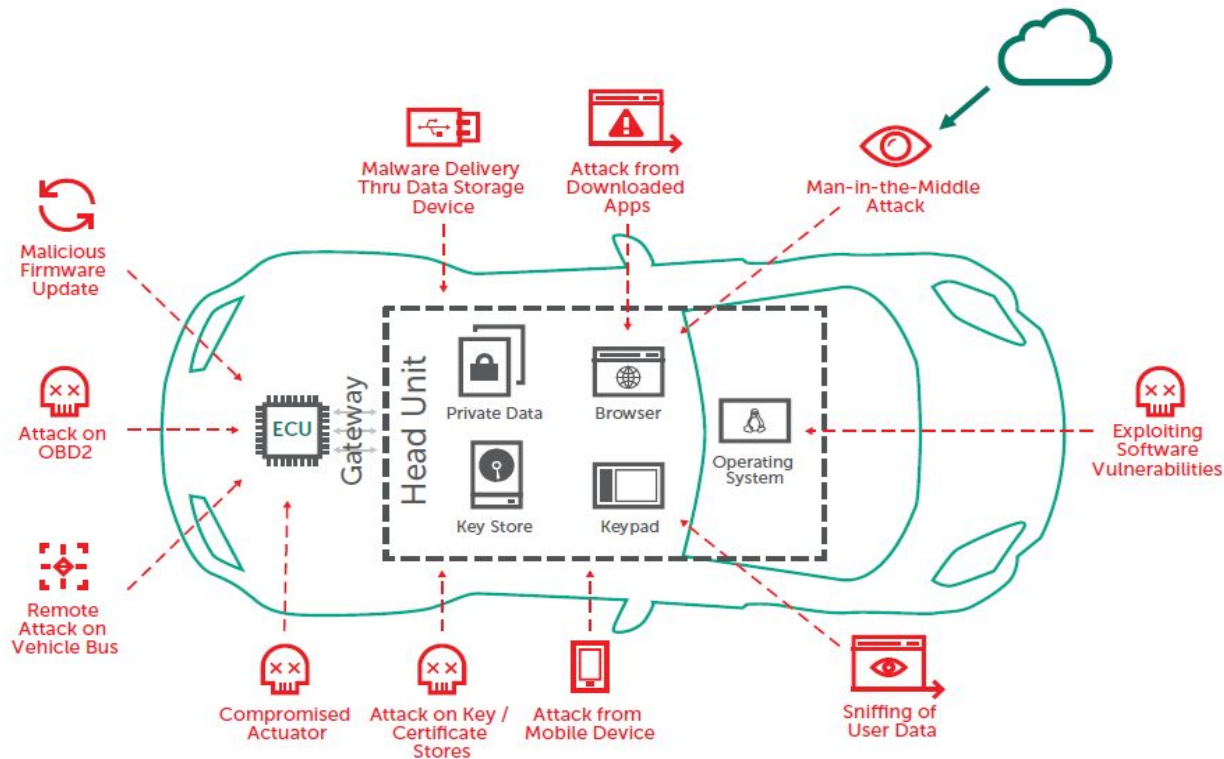 Malware Delivery
Thru Data Storage
Device
Attack from
Downloaded
Apps
Man-in-the-Middle
Attack
Malicious
Firmware
Update
Attack on
OBD2
Remote
Attack on
Vehicle Bus
ECU
Gateway
Head Unit
Private Data
Browser
Key Store
Keypad
Operating
System
Exploiting
Software
Vulnerabilities
Compromised
Actuator
Attack on Key /
Certificate
Stores
Attack from
Mobile Device
Sniffing of
User Data